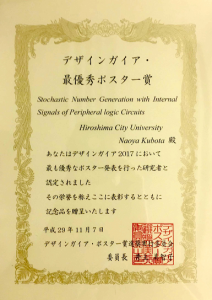 デザインガイア・
最優秀ポスター賞
Stochastic Number Generation with Internal
Signals of Peripheral logic Circuits
Hiroshima City University
Naoya Kubota 殿
あなたはデザインガイア2017において
最も優秀なポスター発表を行った研究者と
認定されました
その栄誉を称えここに表彰するとともに
記念品を贈呈いたします
平成29年11月7日
デザインガイア・ポスター賞選奨実行委員会
委員長